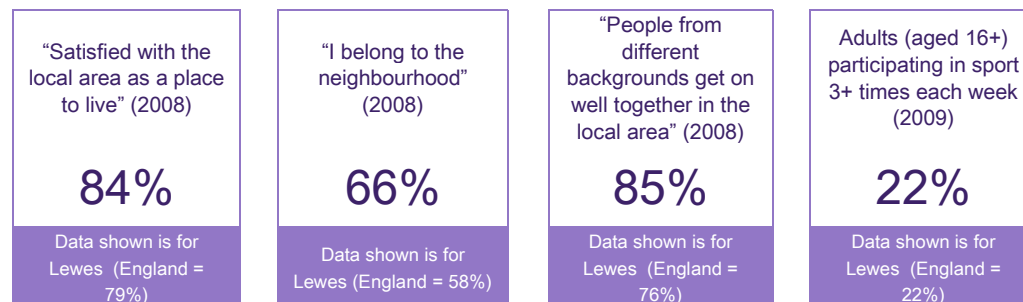 “Satisfied with the
local area as a place
to live” (2008)
84%
Data shown is for
Lewes (England =
79%)
“I belong to the
neighbourhood”
(2008)
66%
Data shown is for
Lewes (England = 58%)
“People from
different
backgrounds get on
well together in the
local area” (2008)
85%
Data shown is for
Lewes (England =
76%)
Adults (aged 16+)
participating in sport
3+ times each week
(2009)
22%
Data shown is for
Lewes (England =
22%)